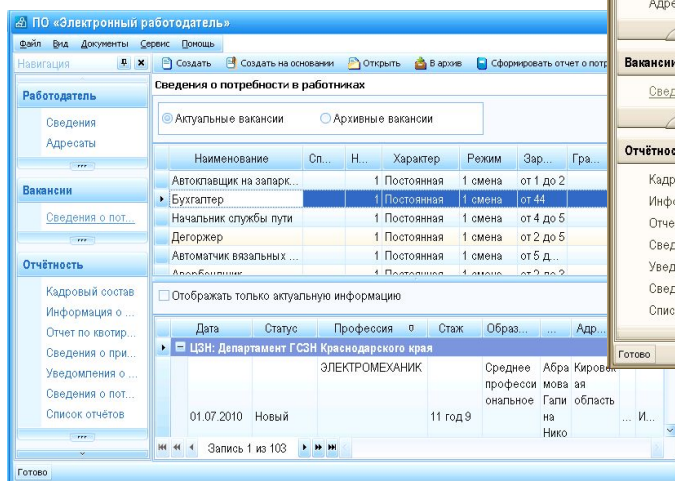 ПО «Электронный работодатель»
Файл Вид Документы Сервис Помощь
Навигация
Создать Создать на основании Открыть В архив Сформировать отчет о потр
Сведения о потребности в работниках
Работодатель
Сведения
Адресаты
Вакансии
Сведения о пот...
Отчётность
Кадровый состав
Информация о ...
Отчет по квотир...
Сведения о при...
Уведомления о ...
Сведения о пот...
Список отчётов
Актуальные вакансии Архивные вакансии
Наименование Сп... Н... Характер Режим Зар... Гра...
Автоклавщик на запарк... 1 Постоянная 1 смена от 1 до 2
Бухгалтер 1 Постоянная 1 смена от 44
Начальник службы пути 1 Постоянная 1 смена от 4 до 5
Дегоржер 1 Постоянная 1 смена от 2 до 5
Автоматчик вязальных ... 1 Постоянная 1 смена от 5 д...
Отображать только актуальную информацию
Дата Статус Профессия Стаж Образ... ... Адр...
ЦЗН: Департамент ГСЗН Краснодарского края
01.07.2010 Новый ЭЛЕКТРОМЕХАНИК 11 год 9
Среднее
професси
ональное
Абра
мова
Гали
на
Нико
Киров
ая
область
... И...
Запись 1 из 103
Готово
Адре
Вакансии
Свед
Отчётнос
Кадр
Инфо
Отче
Свед
Увед
Свед
Спис
Готово